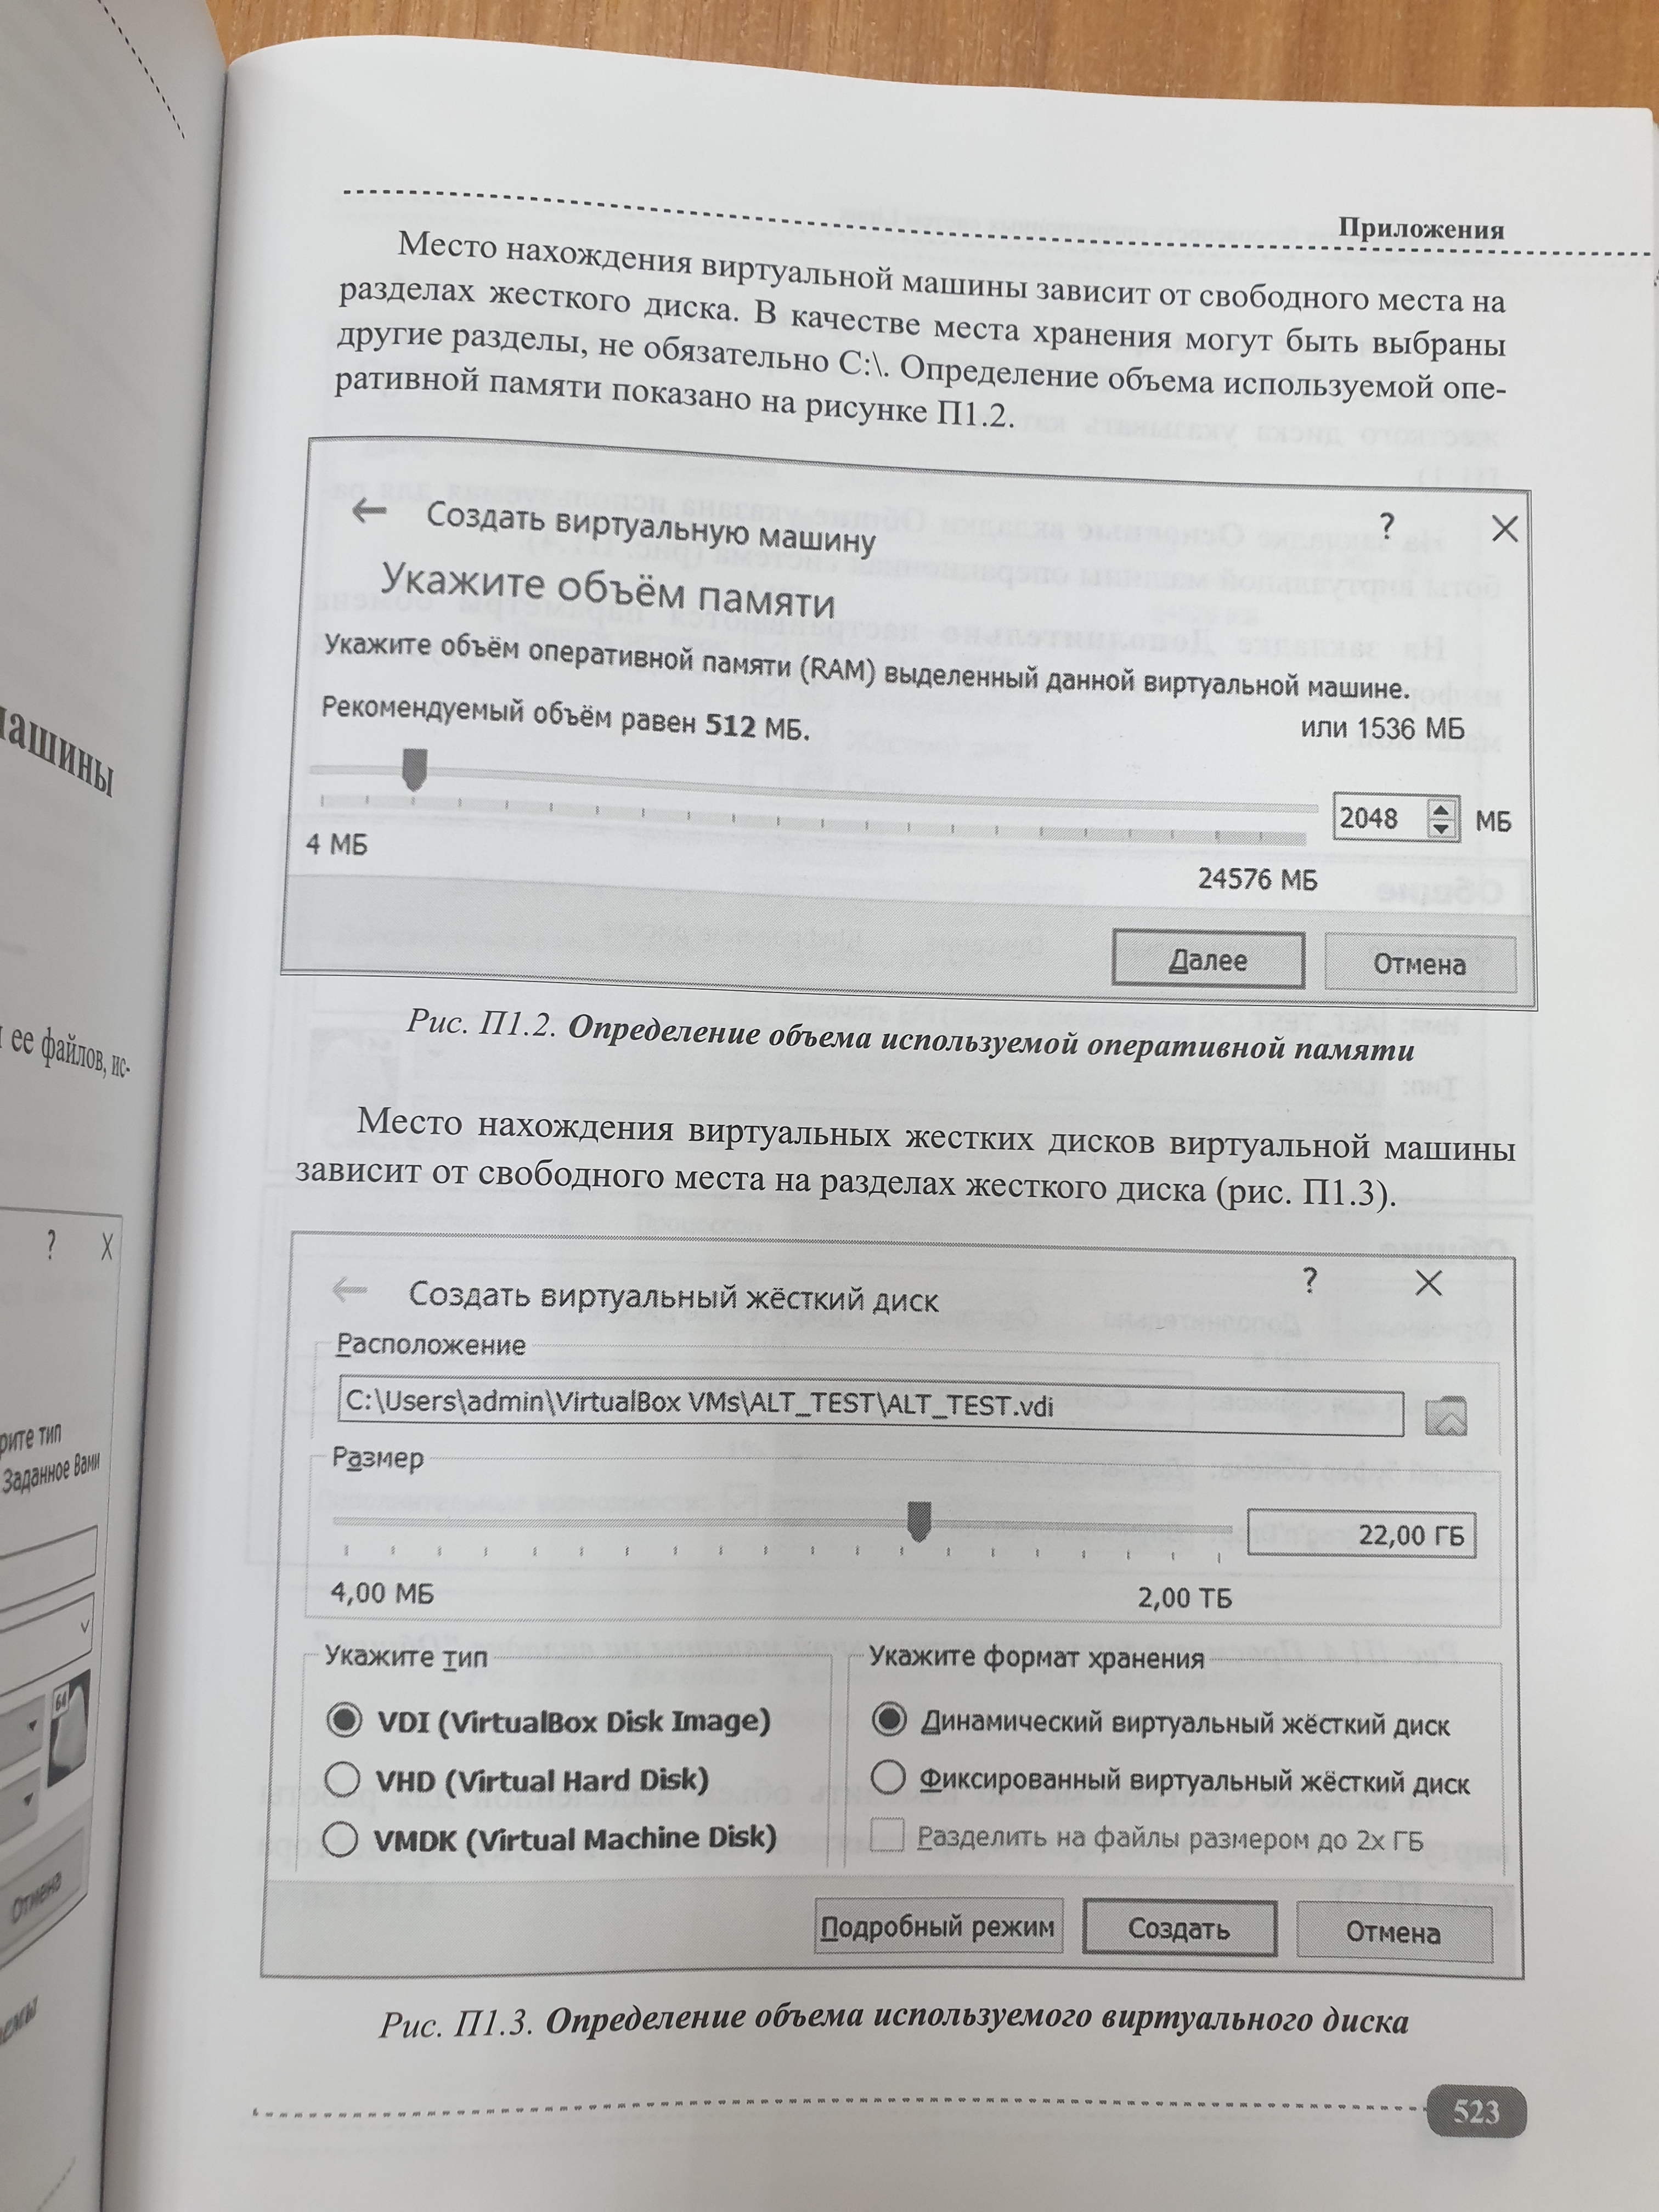 Приложения
Место нахождения виртуальной машины зависит от свободного места на
разделах жесткого диска. В качестве места хранения могут быть выбраны
другие разделы, не обязательно C:\. Определение объема используемой опе-
ративной памяти показано на рисунке П1.2.
Создать виртуальную машину
?
Укажите объём памяти
Укажите объём оперативной памяти (RAM) выделенный данной виртуальной машине.
Рекомендуемый объём равен 512 МБ.
или 1536 МБ
2048 МБ
4 МБ
24576 МБ
Далее Отмена
Рис. П1.2. Определение объема используемой оперативной памяти
Место нахождения виртуальных жестких дисков виртуальной машины
зависит от свободного места на разделах жесткого диска (рис. П1.3).
Создать виртуальный жёсткий диск
?
Расположение
C:\Users\admin\VirtualBox VMs\ALT_TEST\ALT_TEST.vdi
Размер
22,00 ГБ
4,00 МБ 2,00 ТБ
Укажите тип
VDI (VirtualBox Disk Image)
VHD (Virtual Hard Disk)
VMDK (Virtual Machine Disk)
Укажите формат хранения
Динамический виртуальный жёсткий диск
Фиксированный виртуальный жёсткий диск
Разделить на файлы размером до 2х ГБ
Подробный режим Создать Отмена
Рис. П1.3. Определение объема используемого виртуального диска
523
ее файлов, ис-
?
тип
Заданное Вами
64
Отмена